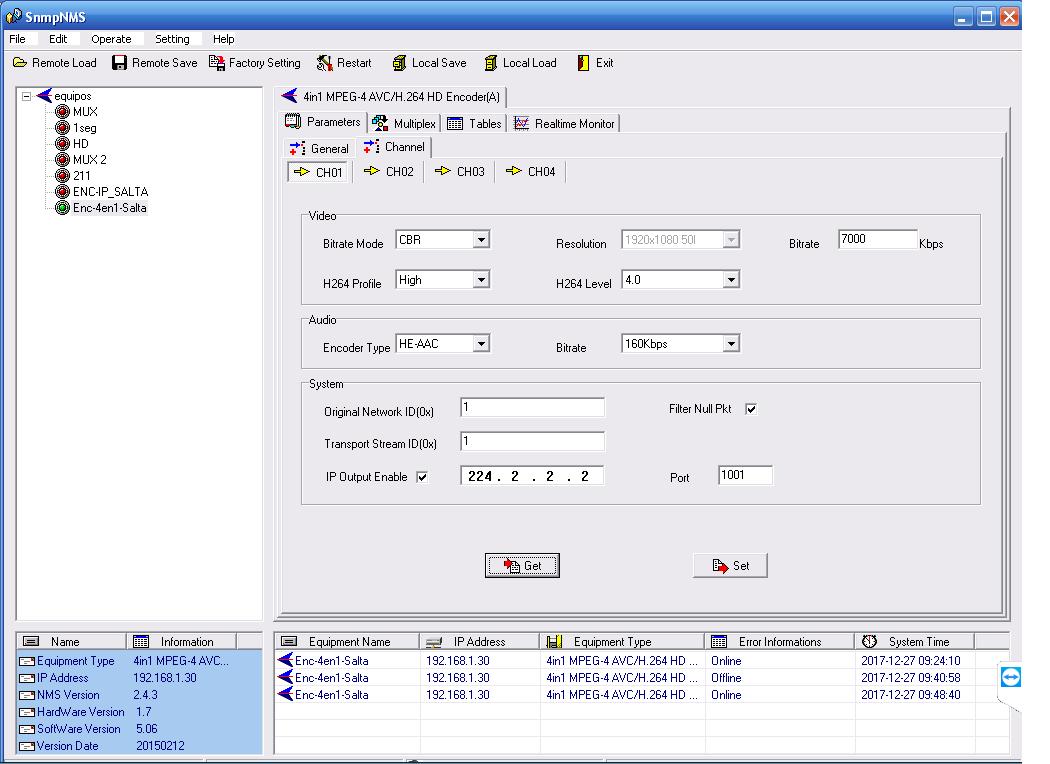 SnmpNMS
File Edit Operate Setting Help
Remote Load Remote Save Factory Setting Restart Local Save Local Load Exit
equipos
MUX
1seg
HD
MUX 2
211
ENC-IP_SALTA
Enc-4en1-Salta
4in1 MPEG-4 AVC/H.264 HD Encoder(A)
Parameters Multiplex Tables Realtime Monitor
General Channel
CH01 CH02 CH03 CH04
Video
Bitrate Mode CBR Resolution 1920x1080 50I Bitrate 7000 Kbps
H264 Profile High H264 Level 4.0
Audio
Encoder Type HE-AAC Bitrate 160Kbps
System
Original Network ID(0x) 1 Filter Null Pkt
Transport Stream ID(0x) 1
IP Output Enable 224 . 2 . 2 . 2 Port 1001
Get Set
Name Information
Equipment Type 4in1 MPEG-4 AVC...
IP Address 192.168.1.30
NMS Version 2.4.3
HardWare Version 1.7
SoftWare Version 5.06
Version Date 20150212
Equipment Name IP Address Equipment Type Error Informations System Time
Enc-4en1-Salta 192.168.1.30 4in1 MPEG-4 AVC/H.264 HD ... Online 2017-12-27 09:24:10
Enc-4en1-Salta 192.168.1.30 4in1 MPEG-4 AVC/H.264 HD ... Offline 2017-12-27 09:40:58
Enc-4en1-Salta 192.168.1.30 4in1 MPEG-4 AVC/H.264 HD ... Online 2017-12-27 09:48:40